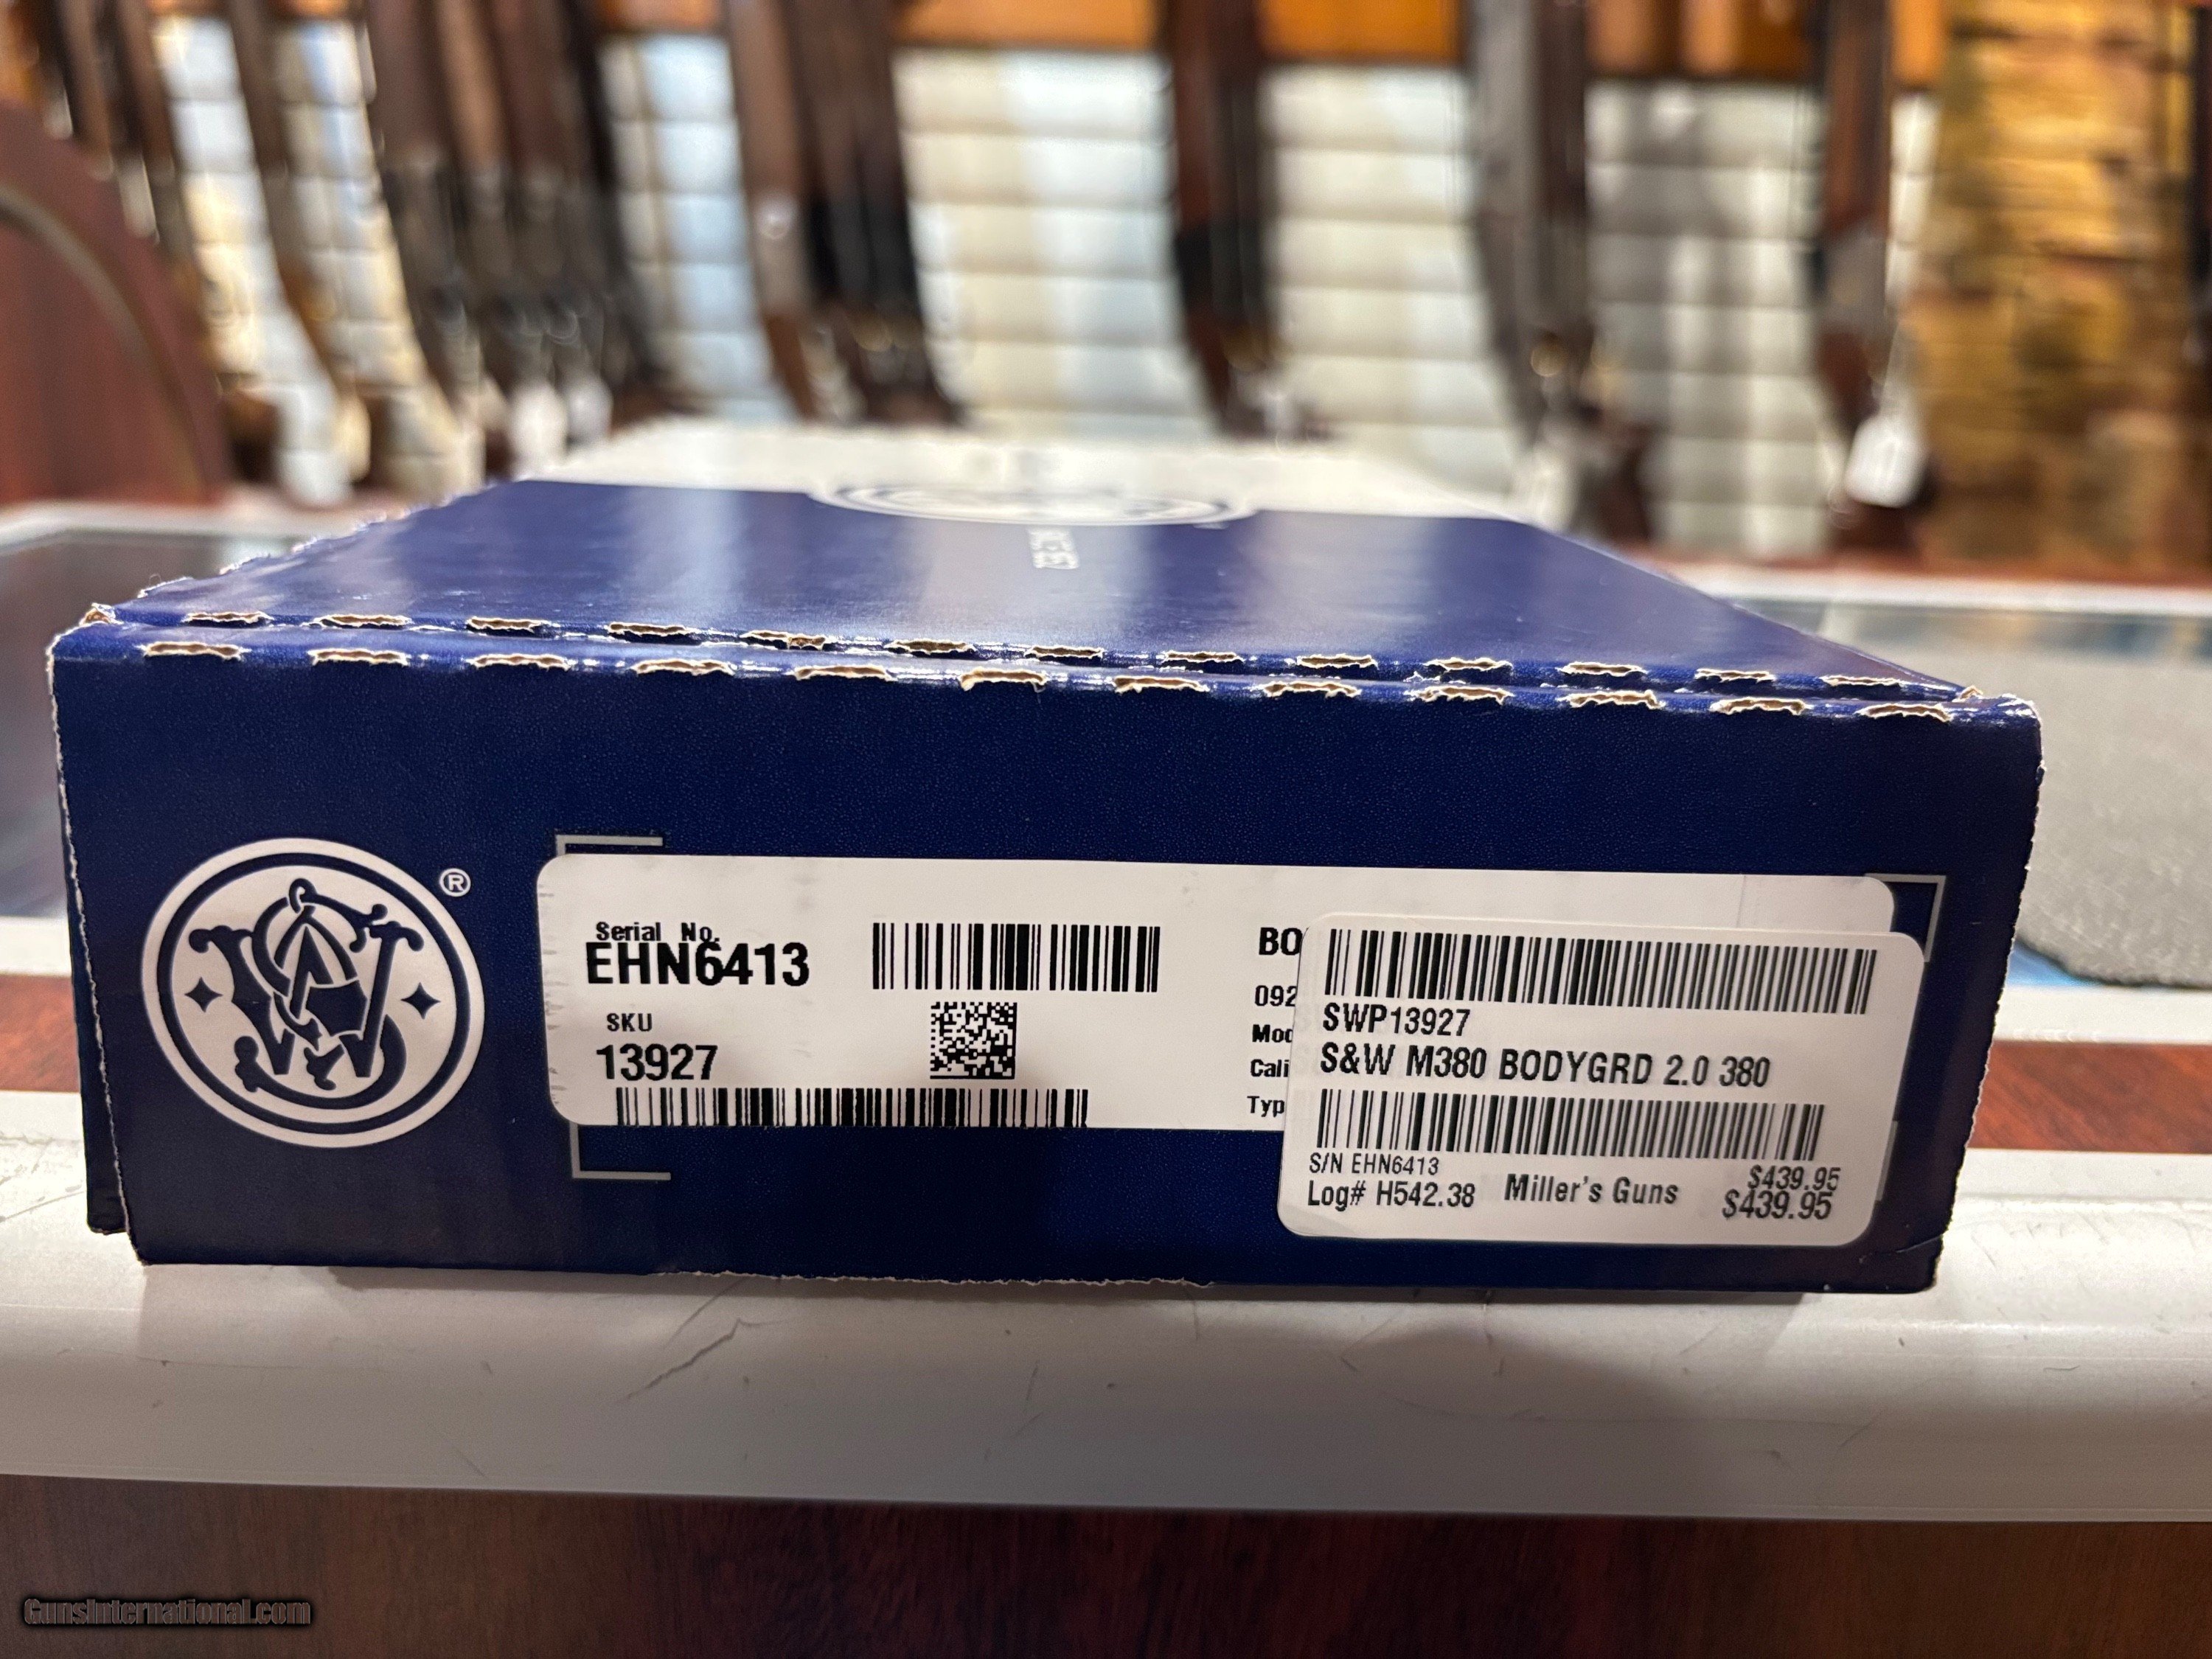 ®
Serial No.
EHN6413
SKU
13927
BO
092
Mod
Cali
Typ
SWP13927
S&W M380 BODYGRD 2.0 380
S/N EHN6413
Log# H542.38
Miller's Guns
$439.95
$439.95
GunsInternational.com